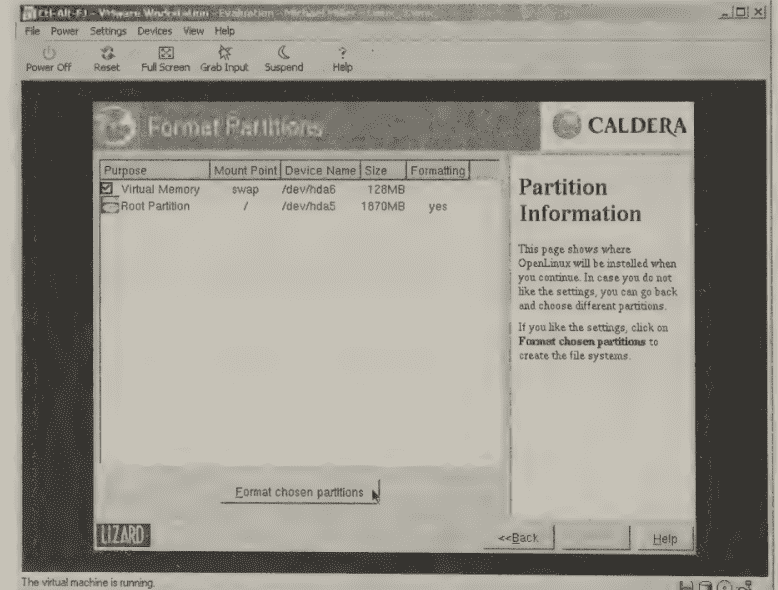 File Power Settings Devices View Help
Power Off Reset Full Screen Grab Input Suspend Help
Format Partitions
CALDERA
Purpose Mount Point Device Name Size Formatting
Virtual Memory swap /dev/hda6 128MB
Root Partition / /dev/hda5 1870MB yes
Partition
Information
This page shows where
OpenLinux will be installed when
you continue. In case you do not
like the settings, you can go back
and choose different partitions.
If you like the settings, click on
Format chosen partitions to
create the file systems.
Format chosen partitions
LIZARD
<<Back Help
The virtual machine is running.